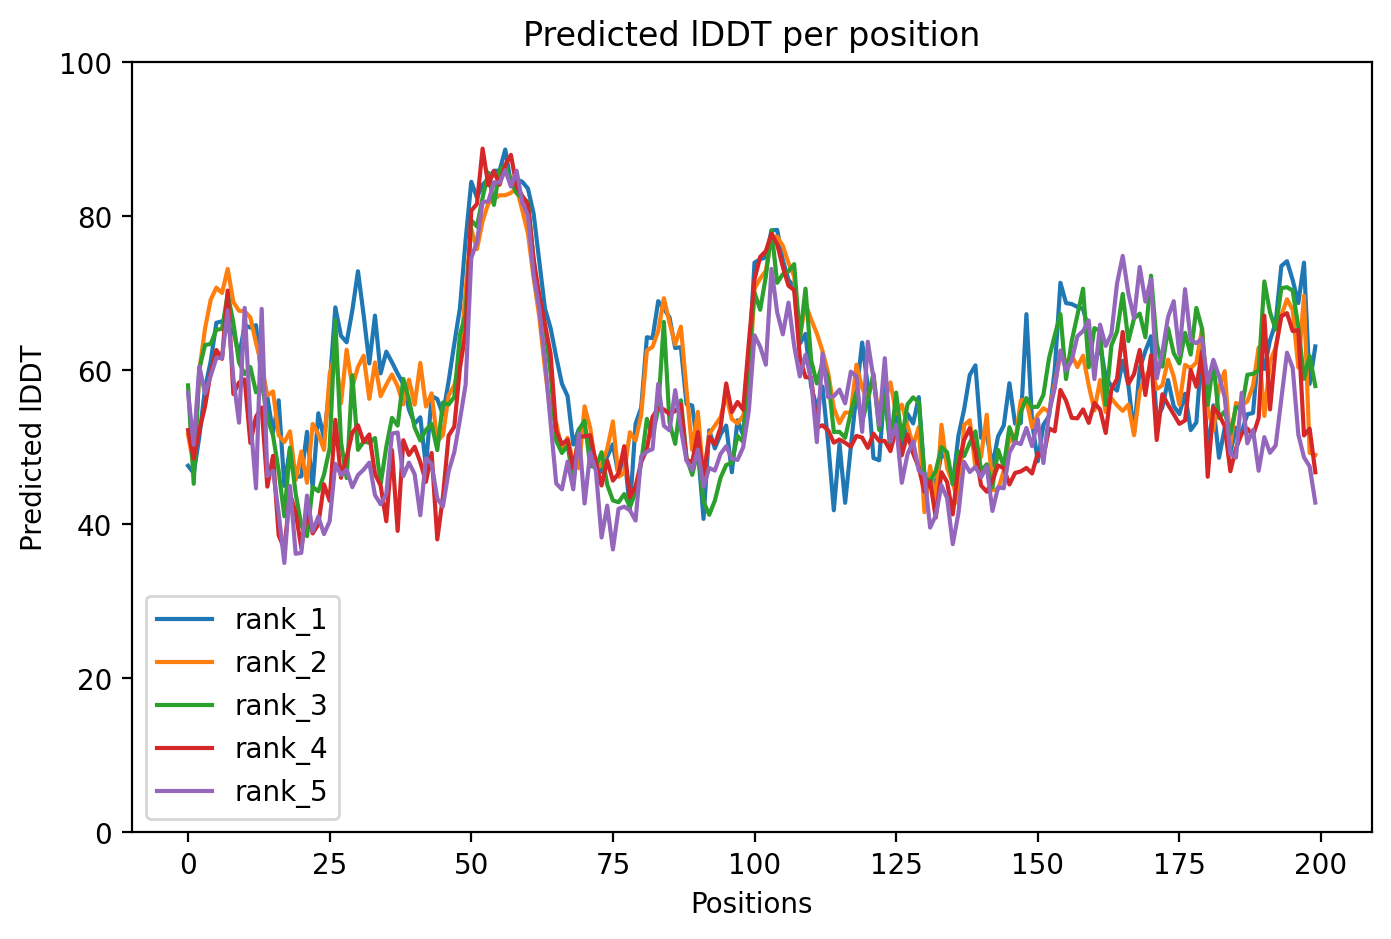 Predicted lDDT per position
Predicted lDDT
100
80
60
40
20
0
rank_1
rank_2
rank_3
rank_4
rank_5
0 25 50 75 100 125 150 175 200
Positions